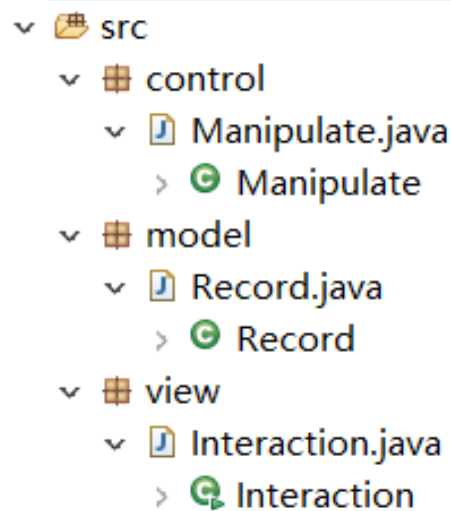 src
control
Manipulate.java
Manipulate
model
Record.java
Record
view
Interaction.java
Interaction